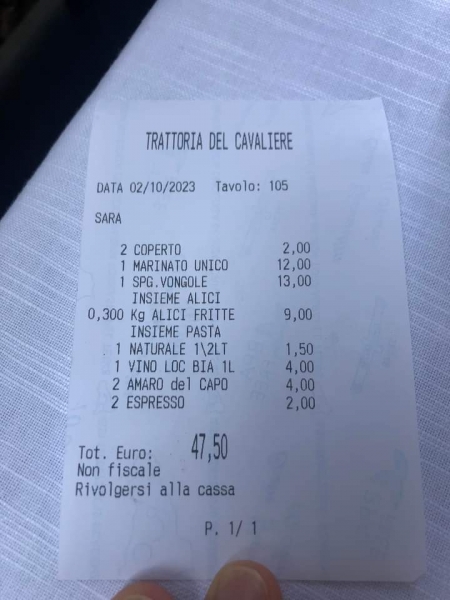 TRATTORIA DEL CAVALIERE
DATA 02/10/2023 Tavolo: 105
SARA
2 COPERTO 2,00
1 MARINATO UNICO 12,00
1 SPG.VONGOLE 13,00
INSIEME ALICI
0,300 Kg ALICI FRITTE 9,00
INSIEME PASTA
1 NATURALE 1\2LT 1,50
1 VINO LOC BIA 1L 4,00
2 AMARO del CAPO 4,00
2 ESPRESSO 2,00
Tot. Euro: 47,50
Non fiscale
Rivolgersi alla cassa
P. 1/ 1